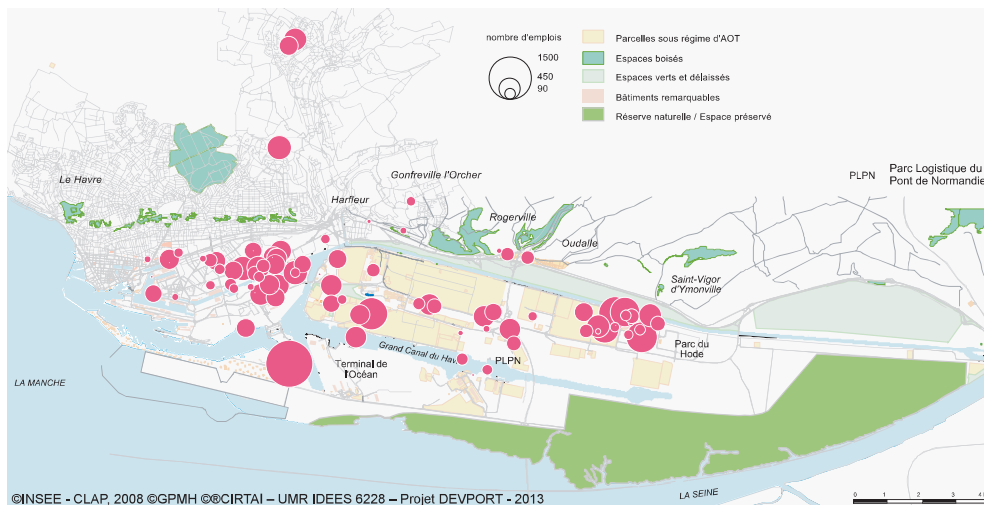 nombre d'emplois
1500
450
90
Parcelles sous régime d'AOT
Espaces boisés
Espaces verts et délaissés
Bâtiments remarquables
Réserve naturelle / Espace préservé
PLPN
Parc Logistique du
Pont de Normandie
Le Havre
Harfleur
Gonfreville l'Orcher
Rogerville
Oudalle
Saint-Vigor
d'Ymonville
Parc du
Hode
PLPN
Grand Canal du Hav
Terminal de
l'Océan
LA MANCHE
LA SEINE
0 1 2 3 4
©INSEE - CLAP, 2008 ©GPMH ©®CIRTAI – UMR IDEES 6228 – Projet DEVPORT - 2013